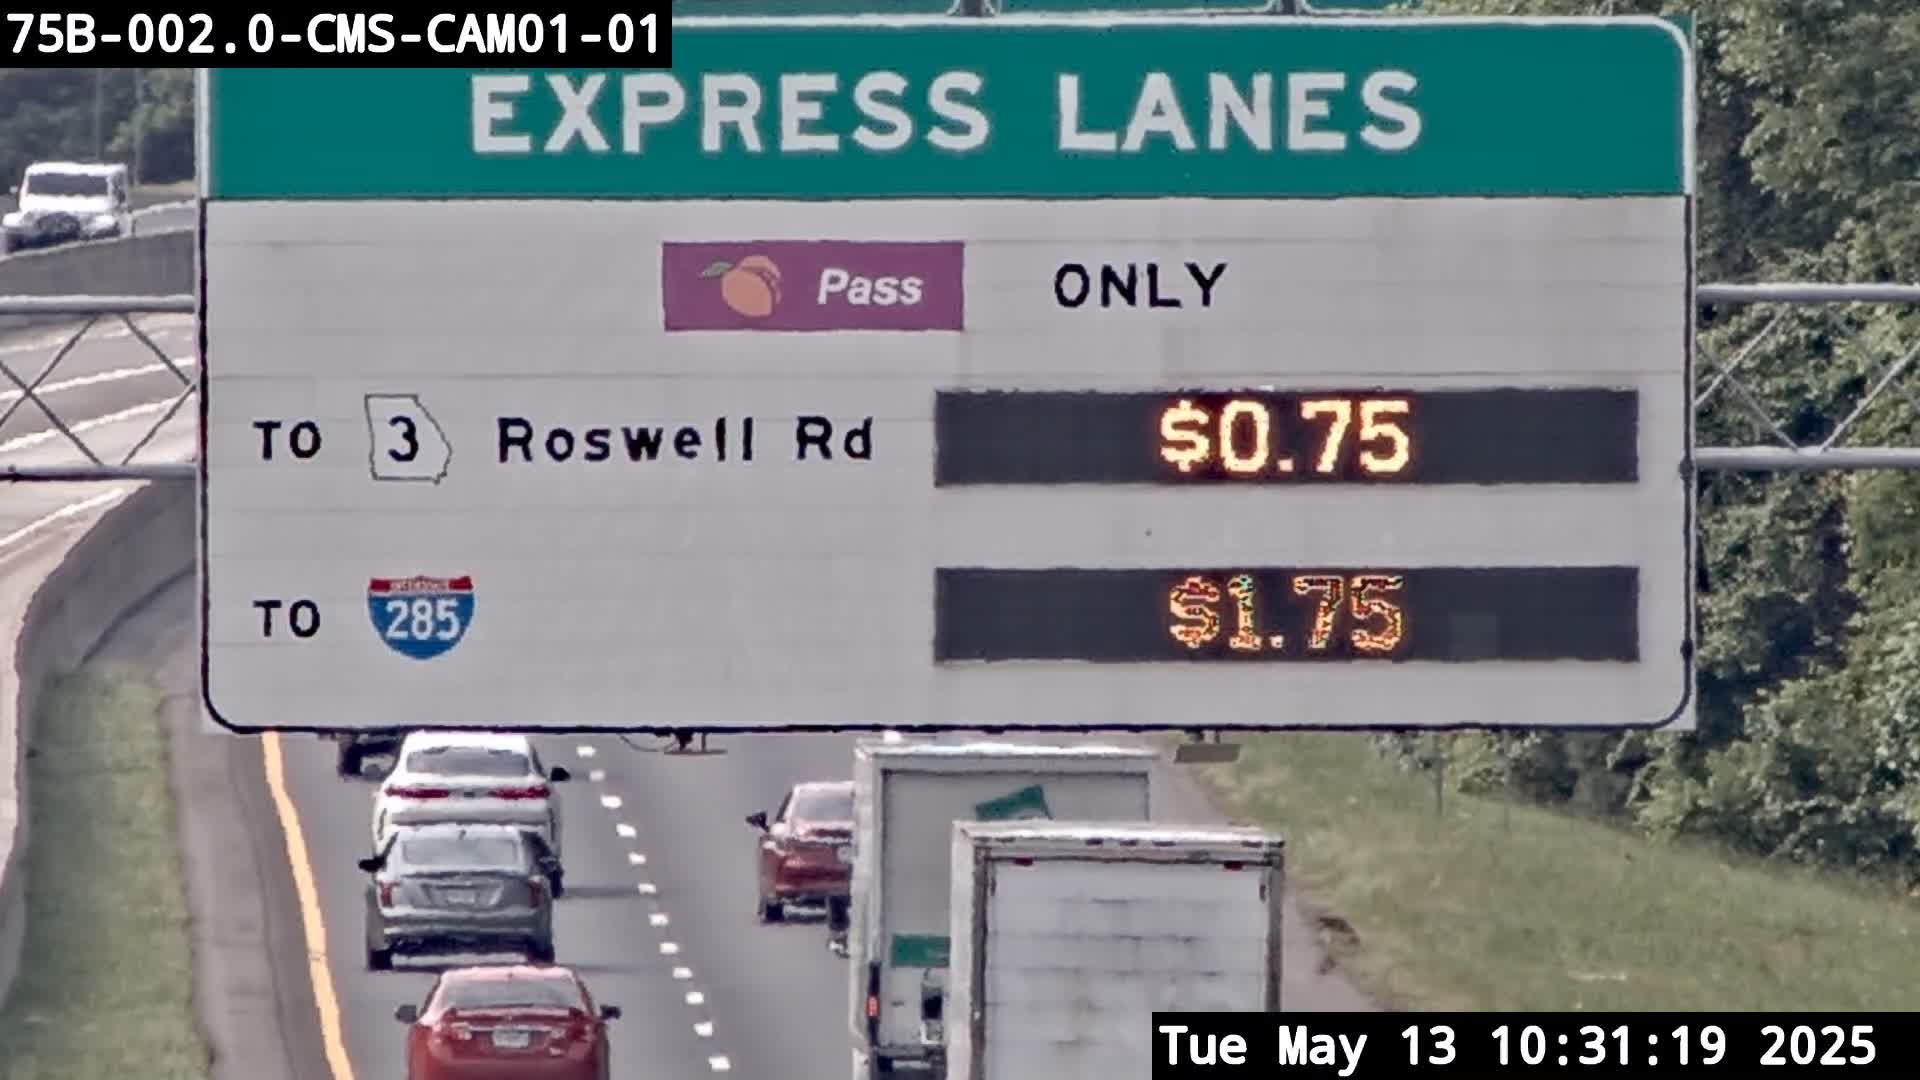 75B-002.0-CMS-CAM01-01
EXPRESS LANES
Pass ONLY
TO 3 Roswell Rd $0.75
INTERSTATE
TO 285 $1.75
Tue May 13 10:31:19 2025